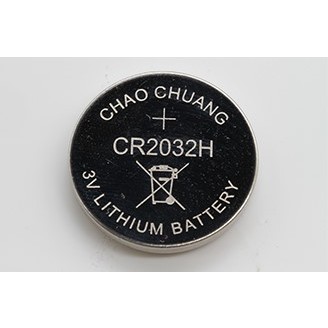 CHAO CHUANG
+
CR2032H
3V LITHIUM BATTERY